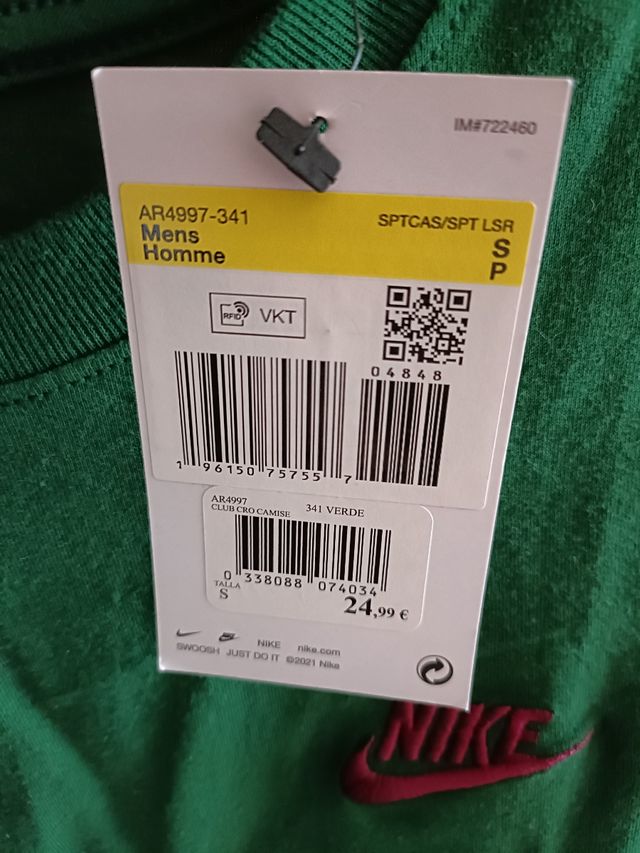 IM#722460
AR4997-341
SPTCAS/SPT LSR
Mens
S
Homme
P
RFID VKT
04848
1 96150 75755 7
AR4997
CLUB CRO CAMISE 341 VERDE
0 338088 074034
TALLA
S
24,99 €
NIKE nike.com
SWOOSH JUST DO IT ©2021 Nike
NIKE